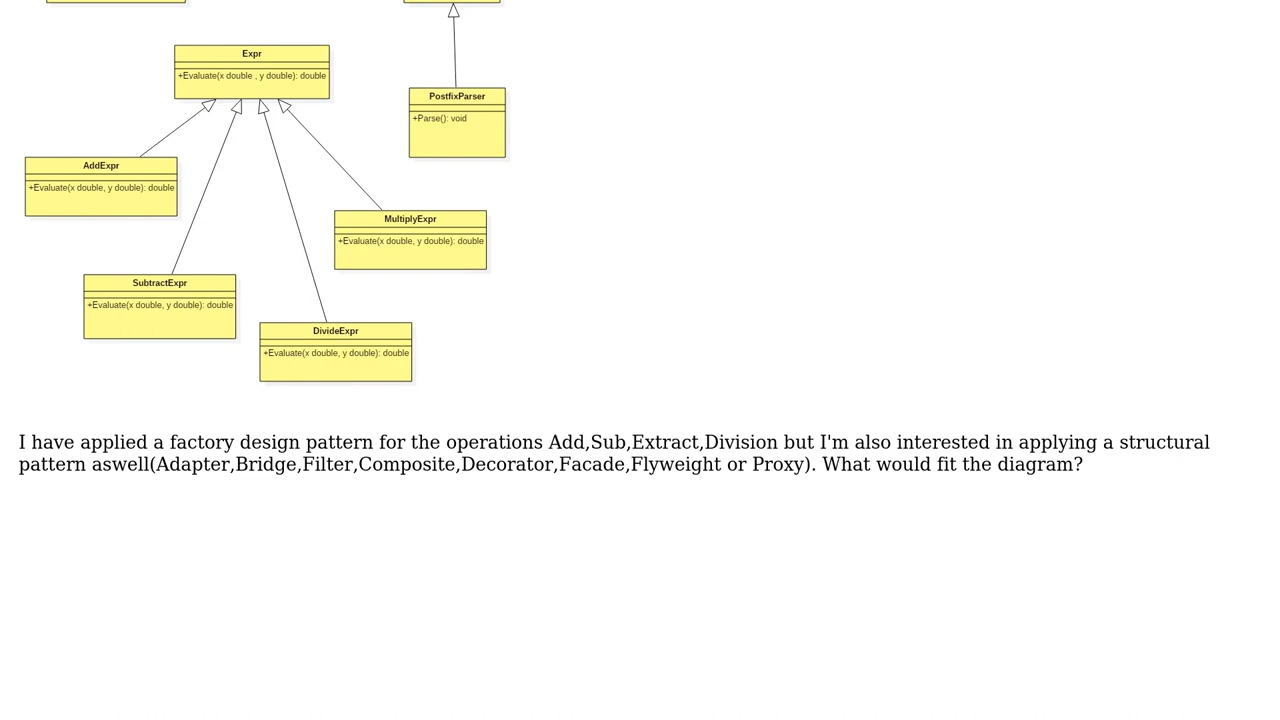 Expr
+Evaluate(x double , y double): double
PostfixParser
+Parse(): void
AddExpr
+Evaluate(x double, y double): double
MultiplyExpr
+Evaluate(x double, y double): double
SubtractExpr
+Evaluate(x double, y double): double
DivideExpr
+Evaluate(x double, y double): double
I have applied a factory design pattern for the operations Add,Sub,Extract,Division but I'm also interested in applying a structural
pattern aswell(Adapter,Bridge,Filter,Composite,Decorator,Facade,Flyweight or Proxy). What would fit the diagram?